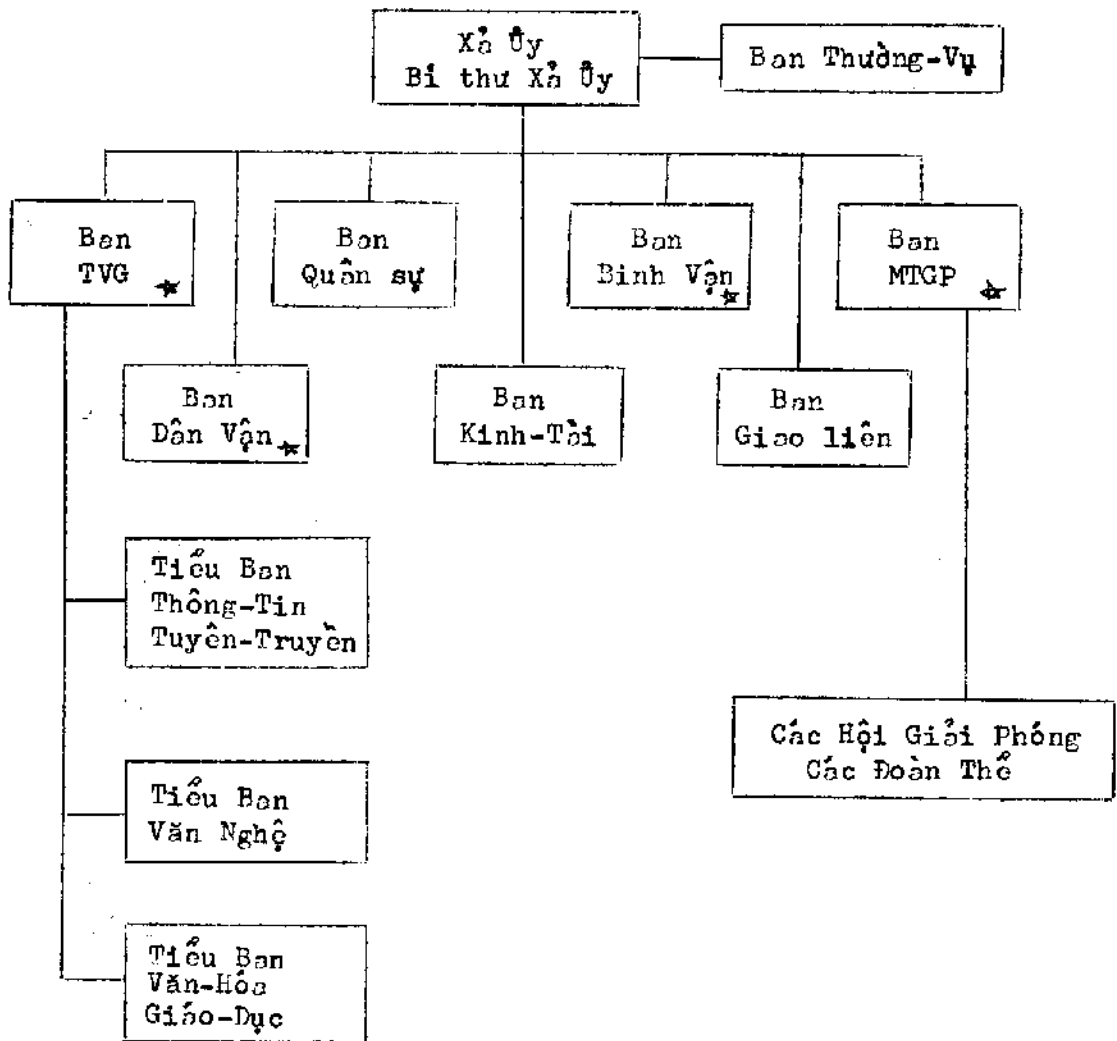 Xả Ủy
Bí thư Xả Ủy
Ban Thường-Vụ
Ban
TVG
Ban
Quân sự
Ban
Binh Vận
Ban
MTGP
Ban
Dân Vận
Ban
Kinh-Tài
Ban
Giao liên
Tiểu Ban
Thông-Tin
Tuyên-Truyền
Các Hội Giải Phóng
Các Đoàn Thể
Tiểu Ban
Văn Nghệ
Tiểu Ban
Văn-Hóa
Giáo-Dục